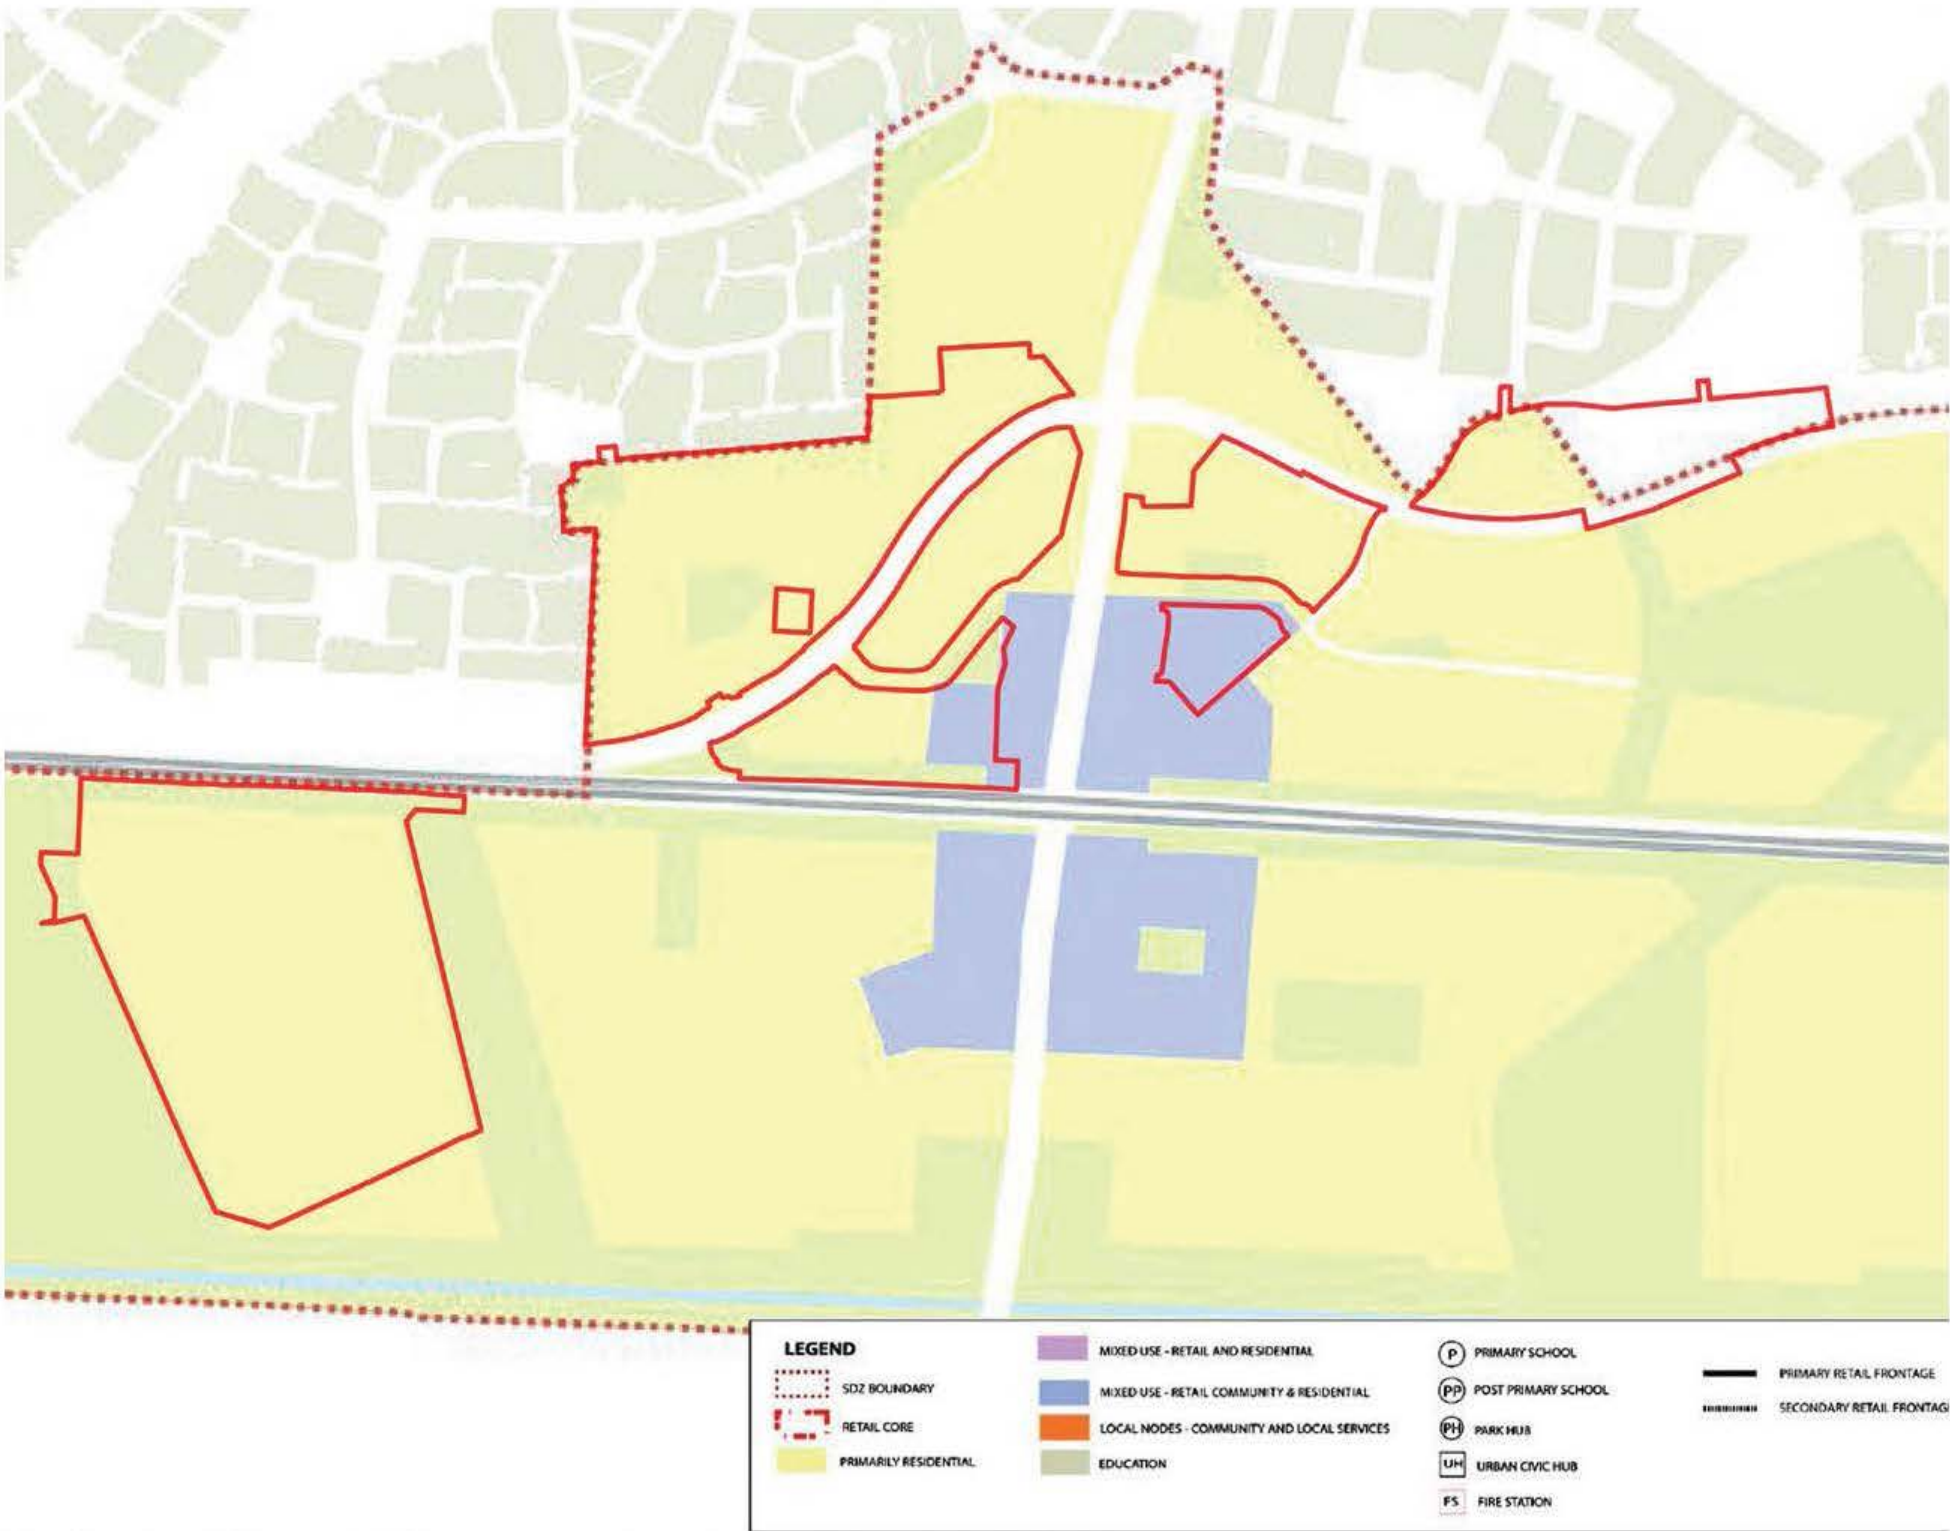 LEGEND
SDZ BOUNDARY
RETAIL CORE
PRIMARILY RESIDENTIAL
MIXED USE - RETAIL AND RESIDENTIAL
MIXED USE - RETAIL COMMUNITY & RESIDENTIAL
LOCAL NODES - COMMUNITY AND LOCAL SERVICES
EDUCATION
P PRIMARY SCHOOL
PP POST PRIMARY SCHOOL
PH PARK HUB
UH URBAN CIVIC HUB
FS FIRE STATION
PRIMARY RETAIL FRONTAGE
SECONDARY RETAIL FRONTAG